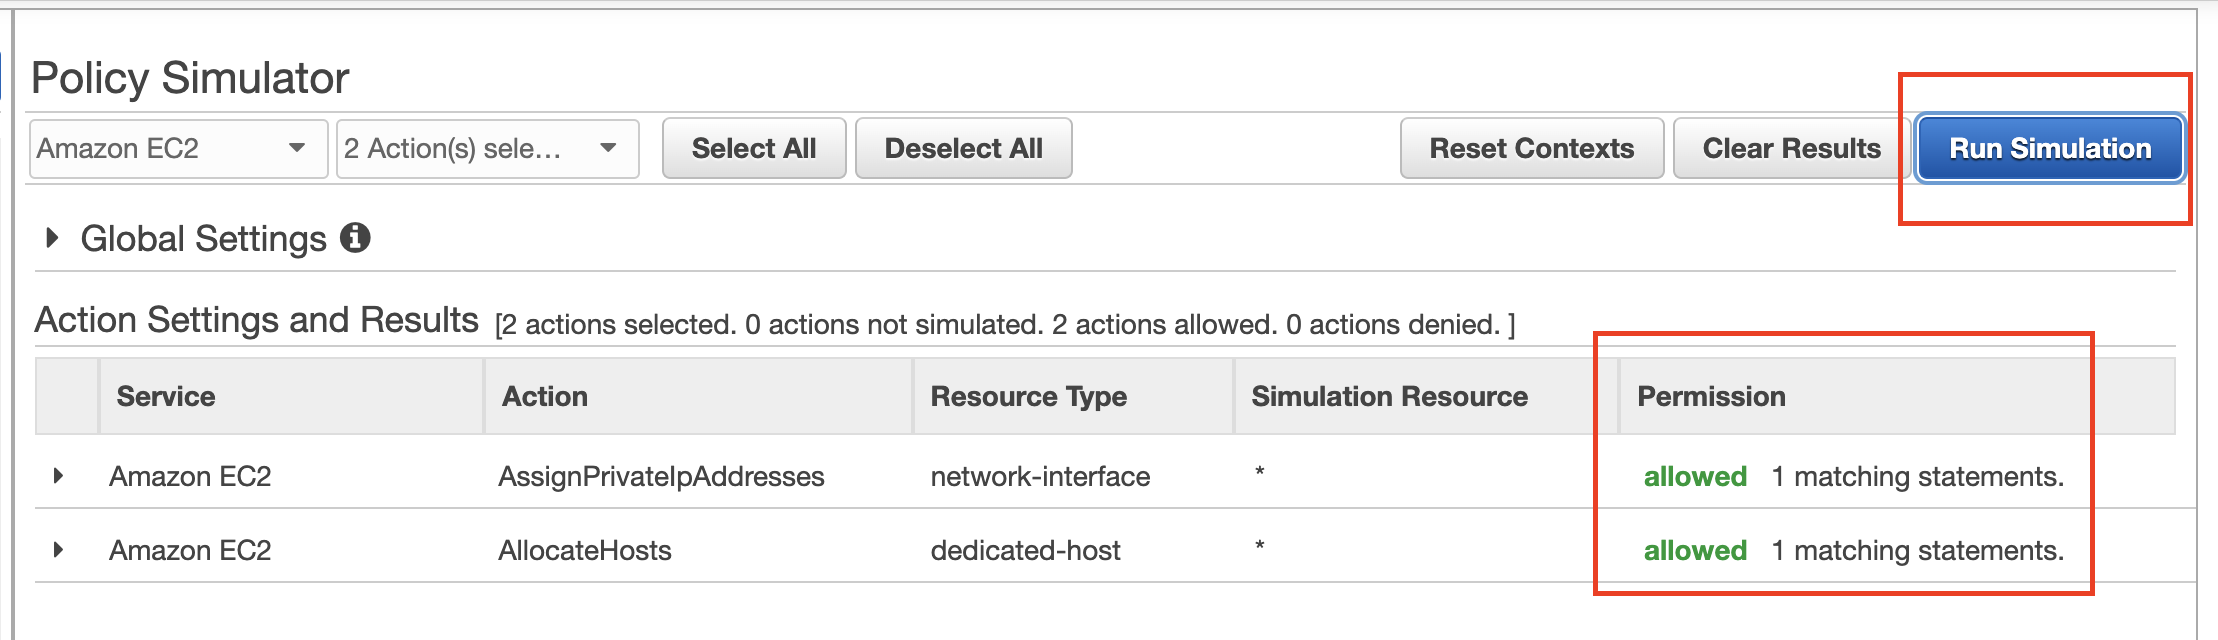 Policy Simulator
Amazon EC2 2 Action(s) sele... Select All Deselect All Reset Contexts Clear Results Run Simulation
Global Settings
Action Settings and Results [2 actions selected. 0 actions not simulated. 2 actions allowed. 0 actions denied. ]
Service Action Resource Type Simulation Resource Permission
Amazon EC2 AssignPrivateIpAddresses network-interface * allowed 1 matching statements.
Amazon EC2 AllocateHosts dedicated-host * allowed 1 matching statements.